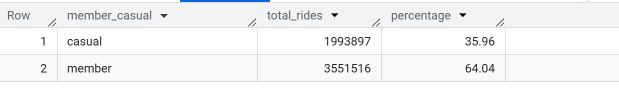 Row member_casual total_rides percentage
1 casual 1993897 35.96
2 member 3551516 64.04